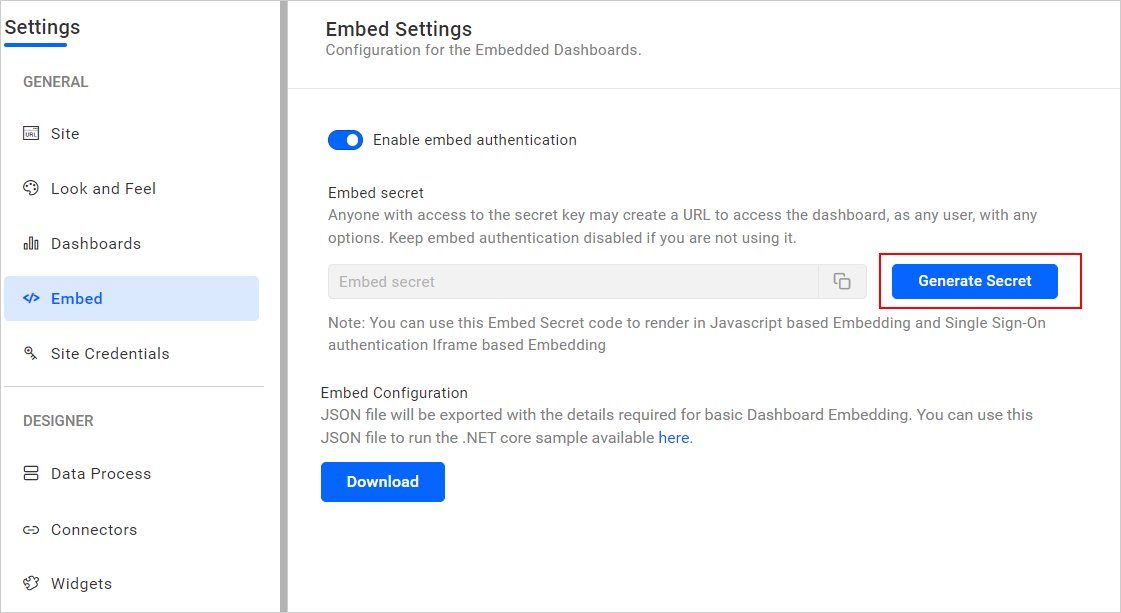 Settings
GENERAL
URL
Site
Look and Feel
Dashboards
Embed
Site Credentials
DESIGNER
Data Process
Connectors
Widgets
Embed Settings
Configuration for the Embedded Dashboards.
Enable embed authentication
Embed secret
Anyone with access to the secret key may create a URL to access the dashboard, as any user, with any
options. Keep embed authentication disabled if you are not using it.
Embed secret
Generate Secret
Note: You can use this Embed Secret code to render in Javascript based Embedding and Single Sign-On
authentication Iframe based Embedding
Embed Configuration
JSON file will be exported with the details required for basic Dashboard Embedding. You can use this
JSON file to run the .NET core sample available here.
Download